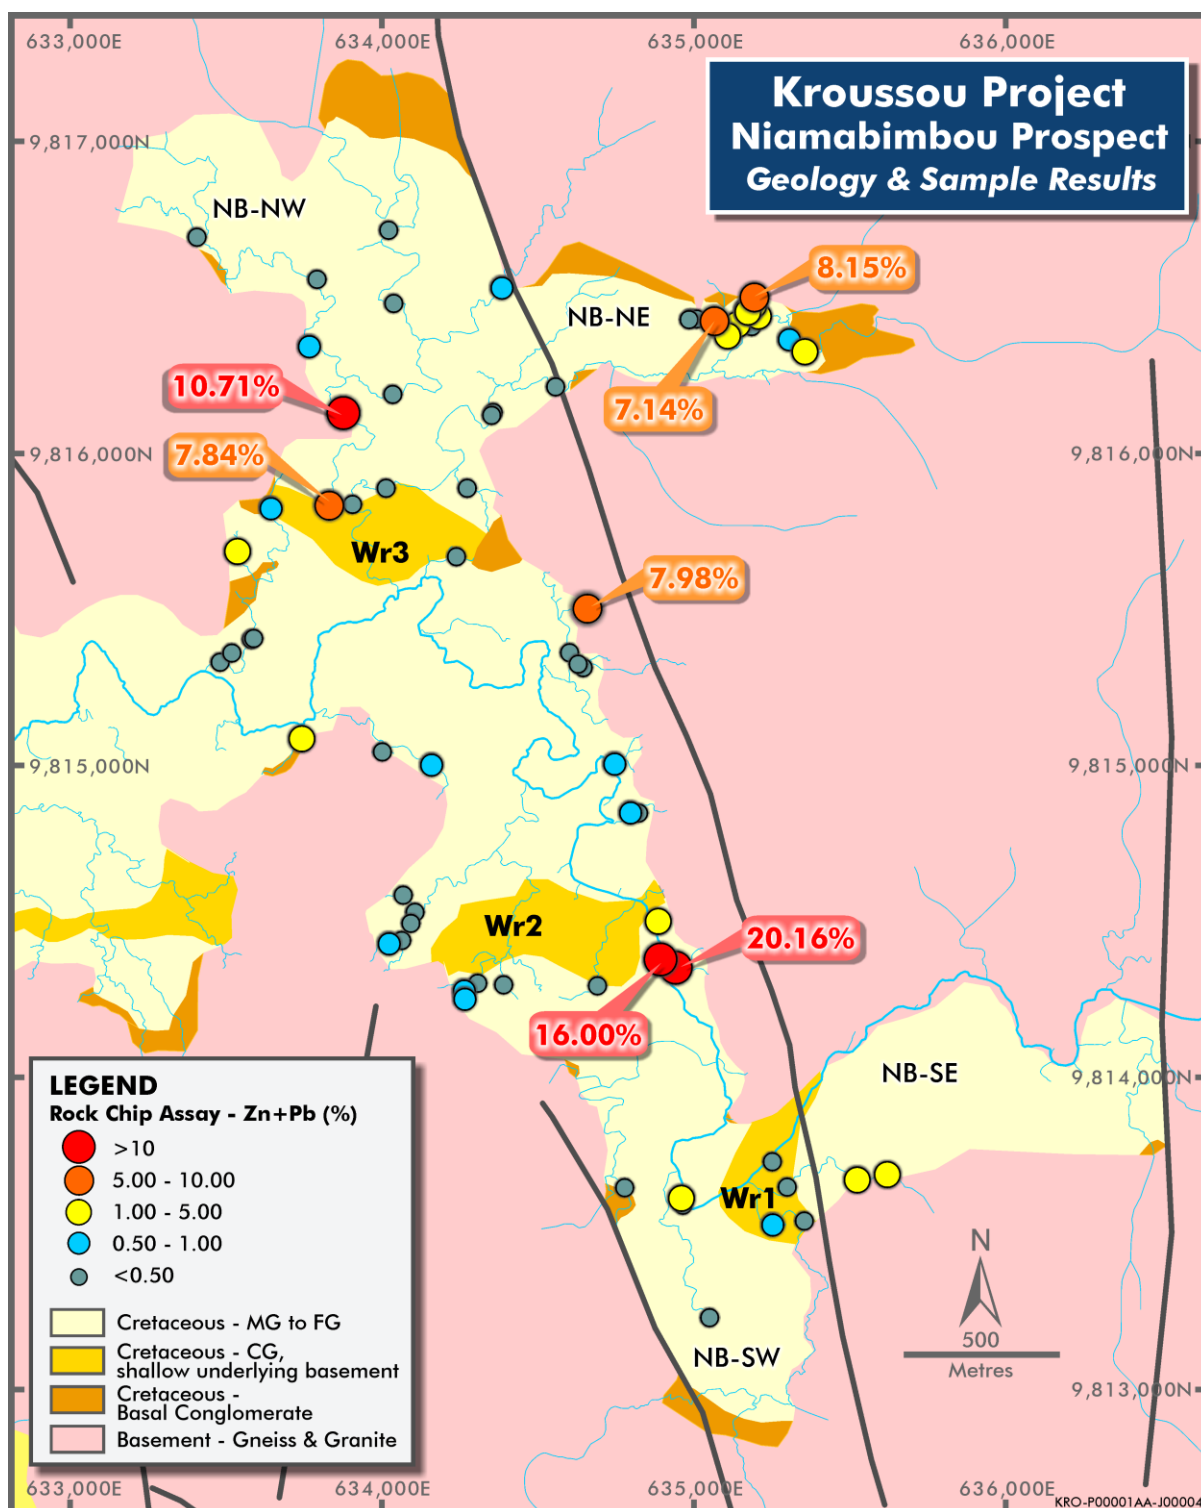 633,000E
634,000E
635,000E
636,000E
Kroussou Project
Niamabimbou Prospect
Geology & Sample Results
9,817,000N
NB-NW
8.15%
NB-NE
10.71%
7.14%
7.84%
9,816,000N
9,816,000N
Wr3
7.98%
9,815,000N
9,815,000N
Wr2
20.16%
16.00%
NB-SE
9,814,000N
LEGEND
Rock Chip Assay - Zn+Pb (%)
>10
5.00 - 10.00
1.00 - 5.00
0.50 - 1.00
<0.50
Cretaceous - MG to FG
Cretaceous - CG,
shallow underlying basement
Cretaceous -
Basal Conglomerate
Basement - Gneiss & Granite
Wr1
N
500
Metres
NB-SW
9,813,000N
633,000E
634,000E
635,000E
636,000E
KRO-P00001AA-J00004